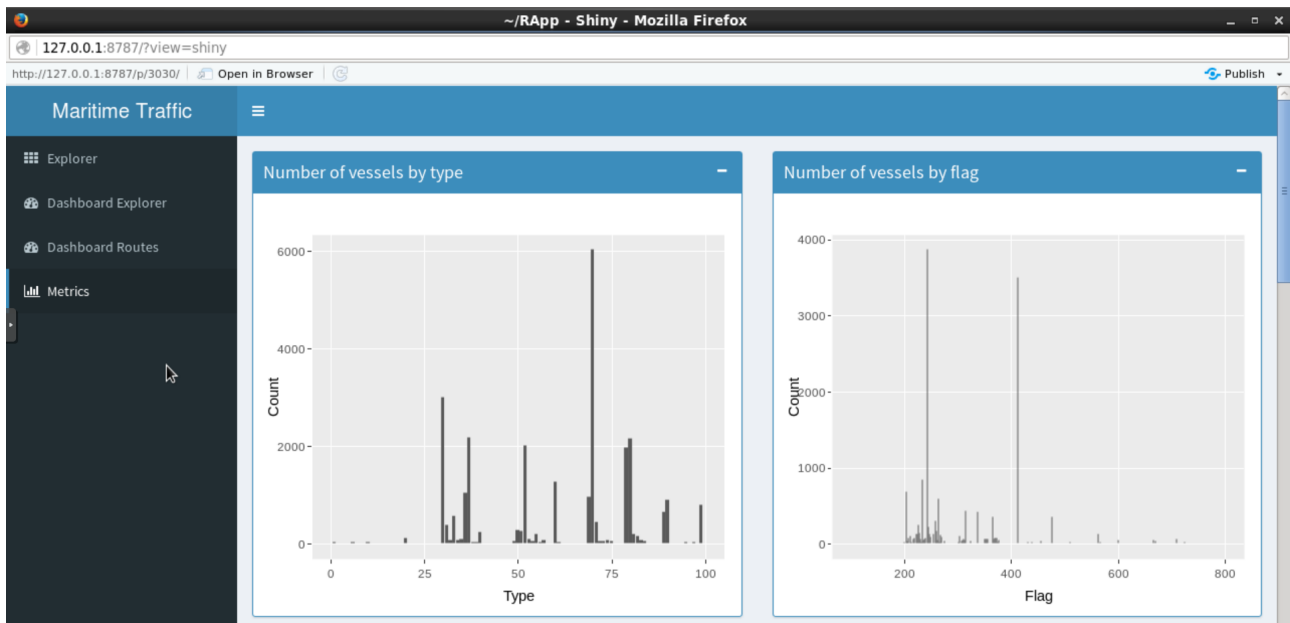 ~/RApp - Shiny - Mozilla Firefox
127.0.0.1:8787/?view=shiny
http://127.0.0.1:8787/p/3030/ Open in Browser Publish
Maritime Traffic
Explorer
Dashboard Explorer
Dashboard Routes
Metrics
Number of vessels by type
6000
4000
2000
0
Count
0 25 50 75 100
Type
Number of vessels by flag
4000
3000
2000
1000
0
Count
200 400 600 800
Flag